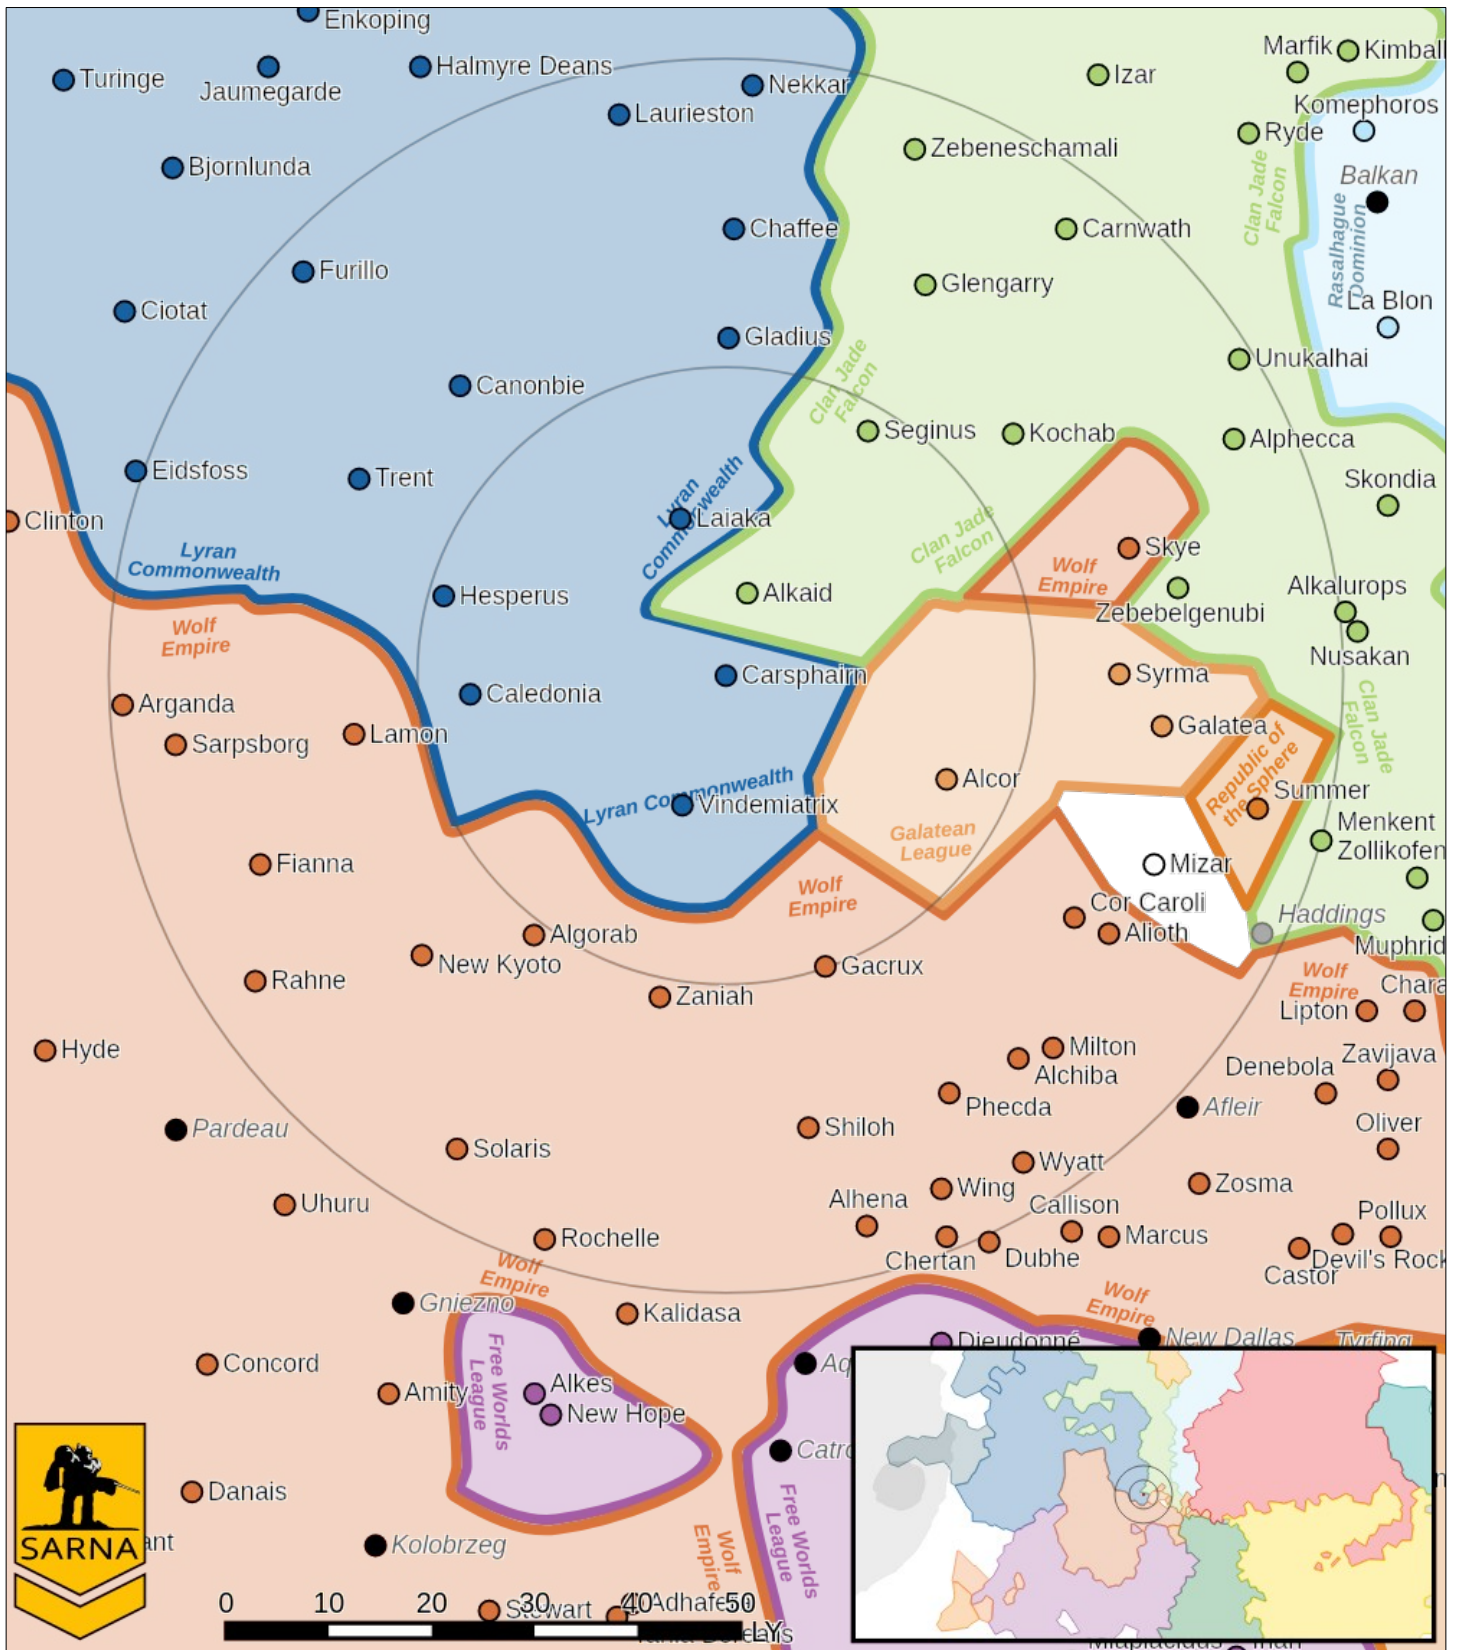 Enkoping
Turinge
Jaumegarde
Halmyre Deans
Nekkar
Laurieston
Bjornlunda
Izar
Marfik
Kimball
Komephoros
Ryde
Zebeneschamali
Balkan
Clan Jade
Falcon
Rasalhague
Dominion
Chaffee
Carnwath
Furillo
Glengarry
Ciotat
La Blon
Gladius
Unukalhai
Canonbie
Clan Jade
Falcon
Seginus
Kochab
Alphecca
Eidsfoss
Trent
Skondia
Clinton
Lyran
Commonwealth
Laiaka
Clan Jade
Falcon
Skye
Lyran
Commonwealth
Wolf
Empire
Hesperus
Alkaid
Zebebelgenubi
Alkalurops
Nusakan
Wolf
Empire
Carsphairn
Syrma
Caledonia
Arganda
Sarpsborg
Lamon
Galatea
Clan Jade
Falcon
Republic of
the Sphere
Alcor
Summer
Lyran Commonwealth
Vindemiatrix
Menkent
Galatean
League
Zollikofen
Fianna
Mizar
Wolf
Empire
Cor Caroli
Alioth
Haddings
Muphrid
Algorab
New Kyoto
Gacrux
Rahne
Zaniah
Wolf
Empire
Chara
Lipton
Hyde
Milton
Alchiba
Zavijava
Denebola
Phecda
Afleir
Pardeau
Shiloh
Oliver
Solaris
Wyatt
Wing
Zosma
Uhuru
Alhena
Callison
Pollux
Rochelle
Marcus
Chertan
Dubhe
Devil's Rock
Castor
Wolf
Empire
Gniezno
Kalidasa
Wolf
Empire
Dieudonné
New Dallas
Tyrfing
Concord
Free Worlds
League
Amity
Alkes
New Hope
Danais
Free Worlds
League
Wolf
Empire
SARNA
Kolobrzeg
Stewart
0 10 20 30 40 50
LY